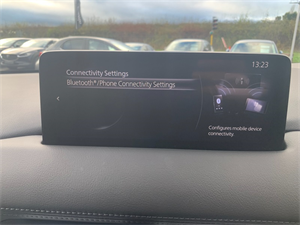 13:23
Connectivity Settings
Bluetooth®/Phone Connectivity Settings
Configures mobile device
connectivity.